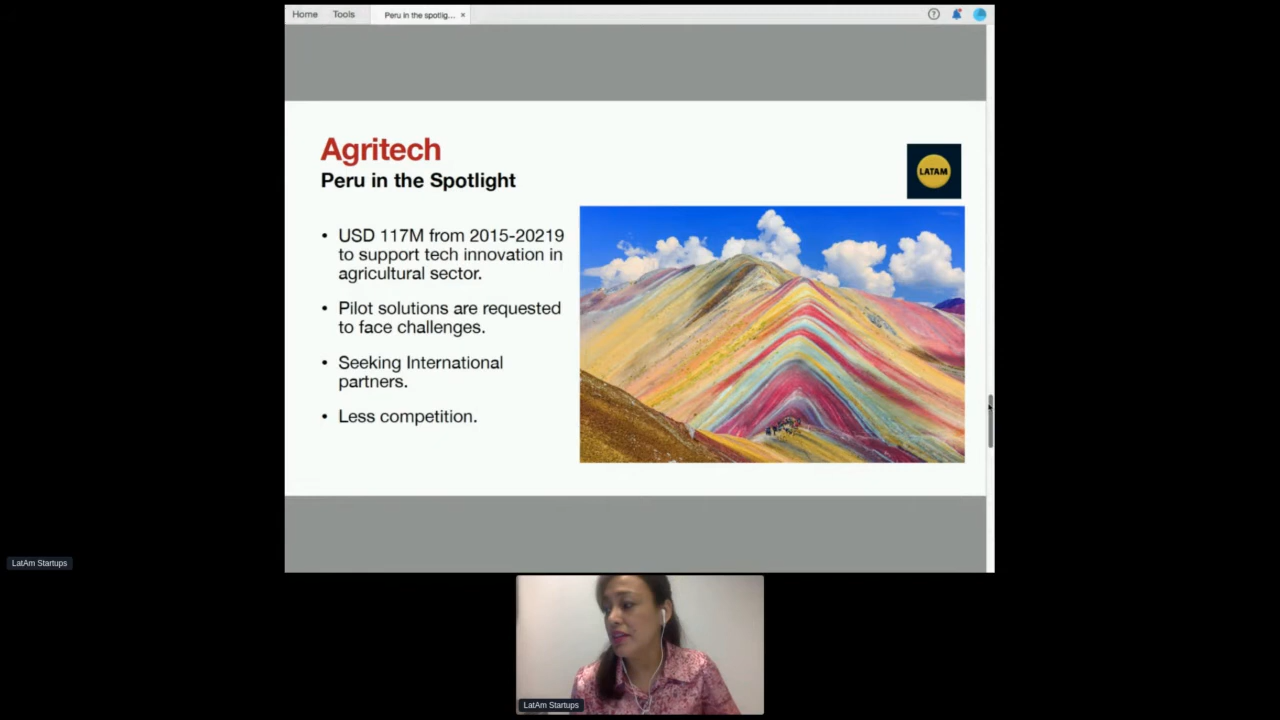 Home Tools Peru in the spotlig... ×
Agritech
Peru in the Spotlight
LATAM
• USD 117M from 2015-20219
to support tech innovation in
agricultural sector.
• Pilot solutions are requested
to face challenges.
• Seeking International
partners.
• Less competition.
LatAm Startups
LatAm Startups